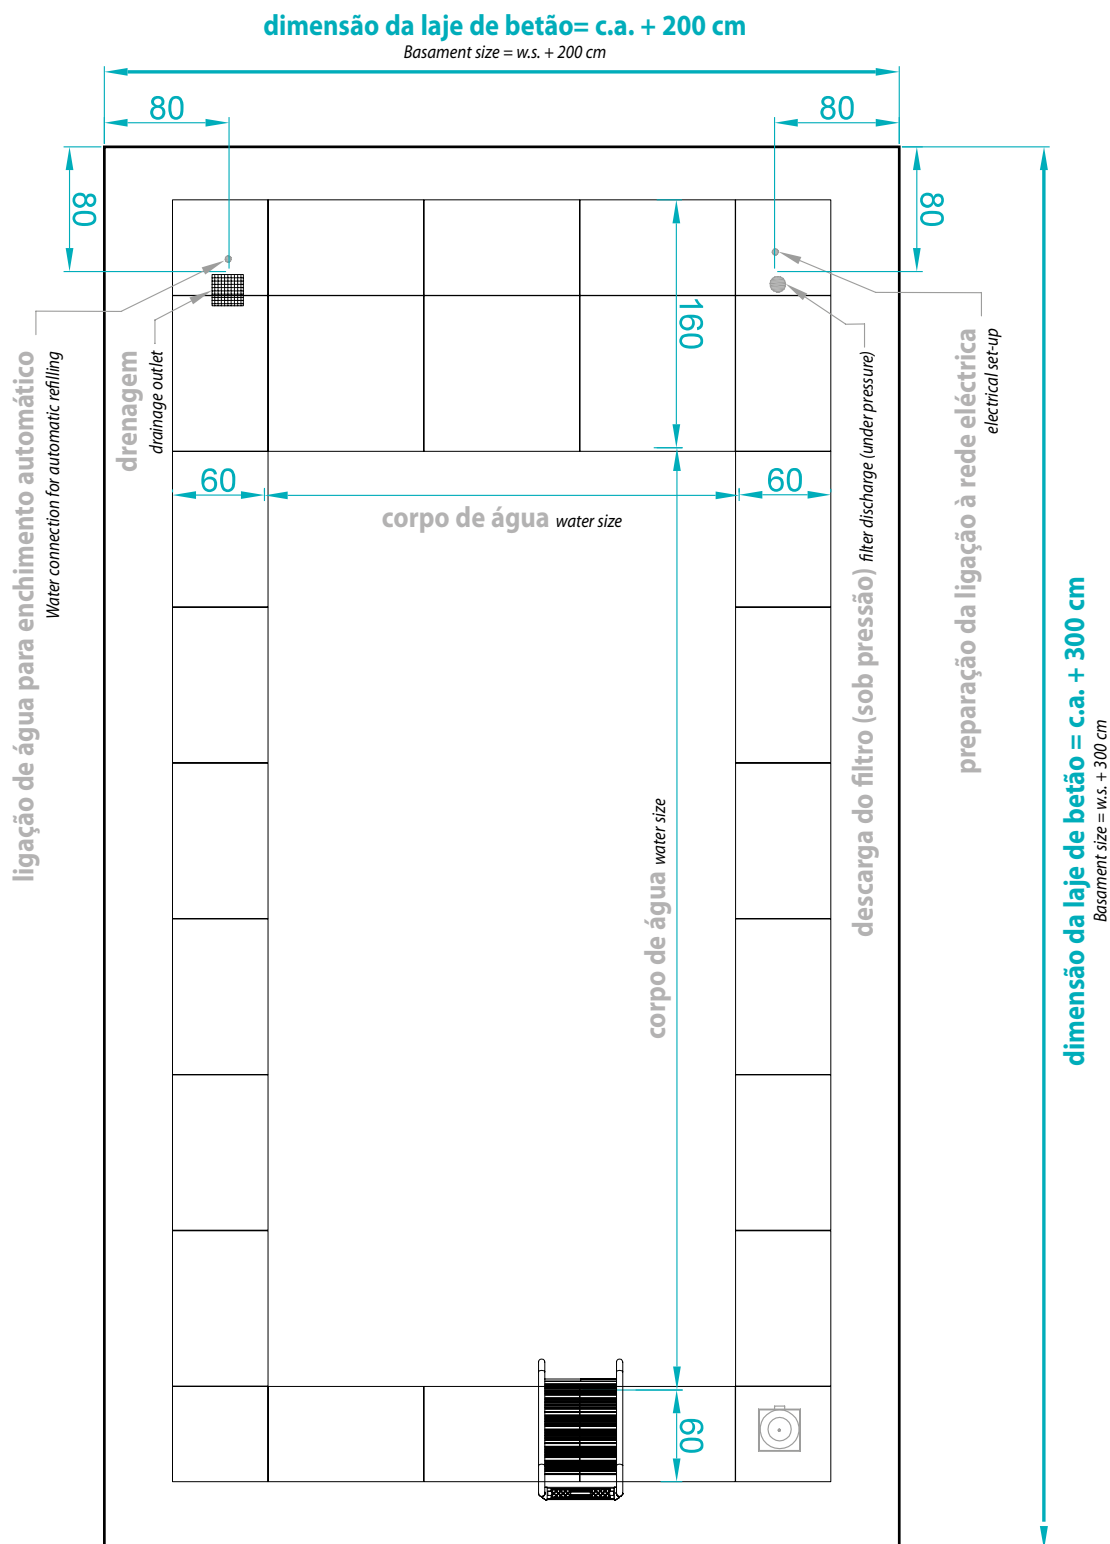 dimensão da laje de betão= c.a. + 200 cm
Basament size = w.s. + 200 cm
80
80
80
80
160
60
60
corpo de água water size
ligação de água para enchimento automático
Water connection for automatic refilling
drenagem
drainage outlet
descarga do filtro (sob pressão) filter discharge (under pressure)
preparação da ligação à rede eléctrica
electrical set-up
corpo de água water size
dimensão da laje de betão = c.a. + 300 cm
Basament size = w.s. + 300 cm
60